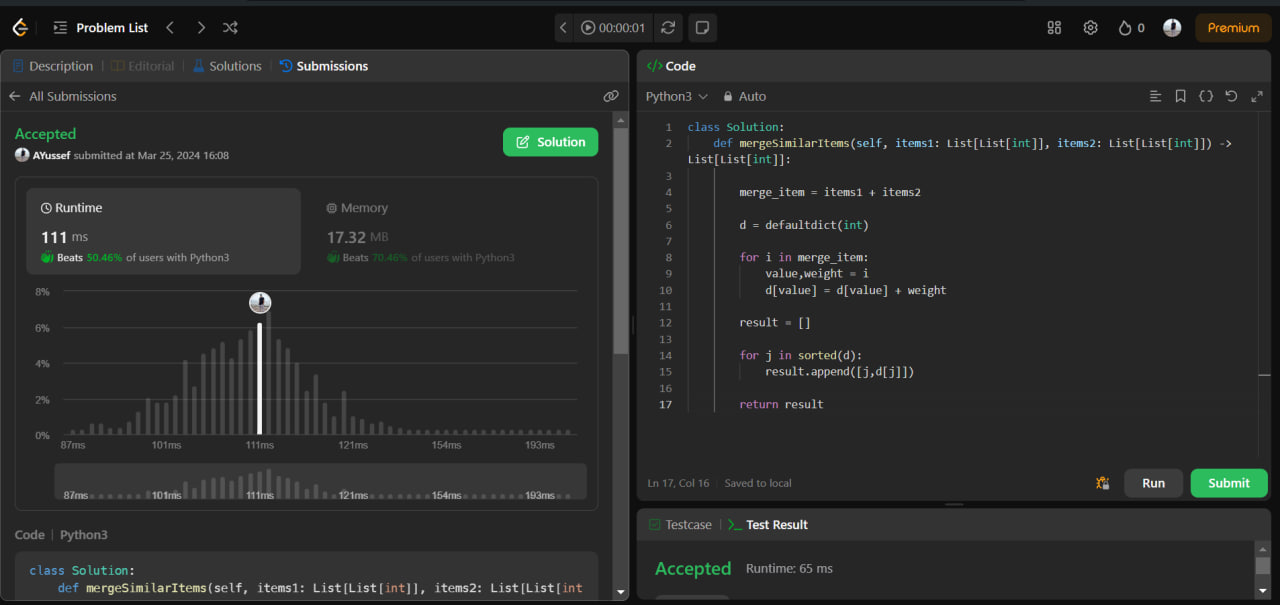 Problem List
00:00:01
0
Premium
Description | Editorial | Solutions | Submissions
All Submissions
Accepted
AYussef submitted at Mar 25, 2024 16:08
Solution
Runtime
111 ms
Beats 50.46% of users with Python3
Memory
17.32 MB
Beats 70.46% of users with Python3
8%
6%
4%
2%
0%
87ms 101ms 111ms 121ms 154ms 193ms
87ms 101ms 111ms 121ms 154ms 193ms
Code | Python3
class Solution:
def mergeSimilarItems(self, items1: List[List[int]], items2: List[List[int
</> Code
Python3 Auto
1 class Solution:
2 def mergeSimilarItems(self, items1: List[List[int]], items2: List[List[int]]) ->
List[List[int]]:
3
4 merge_item = items1 + items2
5
6 d = defaultdict(int)
7
8 for i in merge_item:
9 value,weight = i
10 d[value] = d[value] + weight
11
12 result = []
13
14 for j in sorted(d):
15 result.append([j,d[j]])
16
17 return result
Ln 17, Col 16 | Saved to local
Run
Submit
Testcase | >_ Test Result
Accepted Runtime: 65 ms